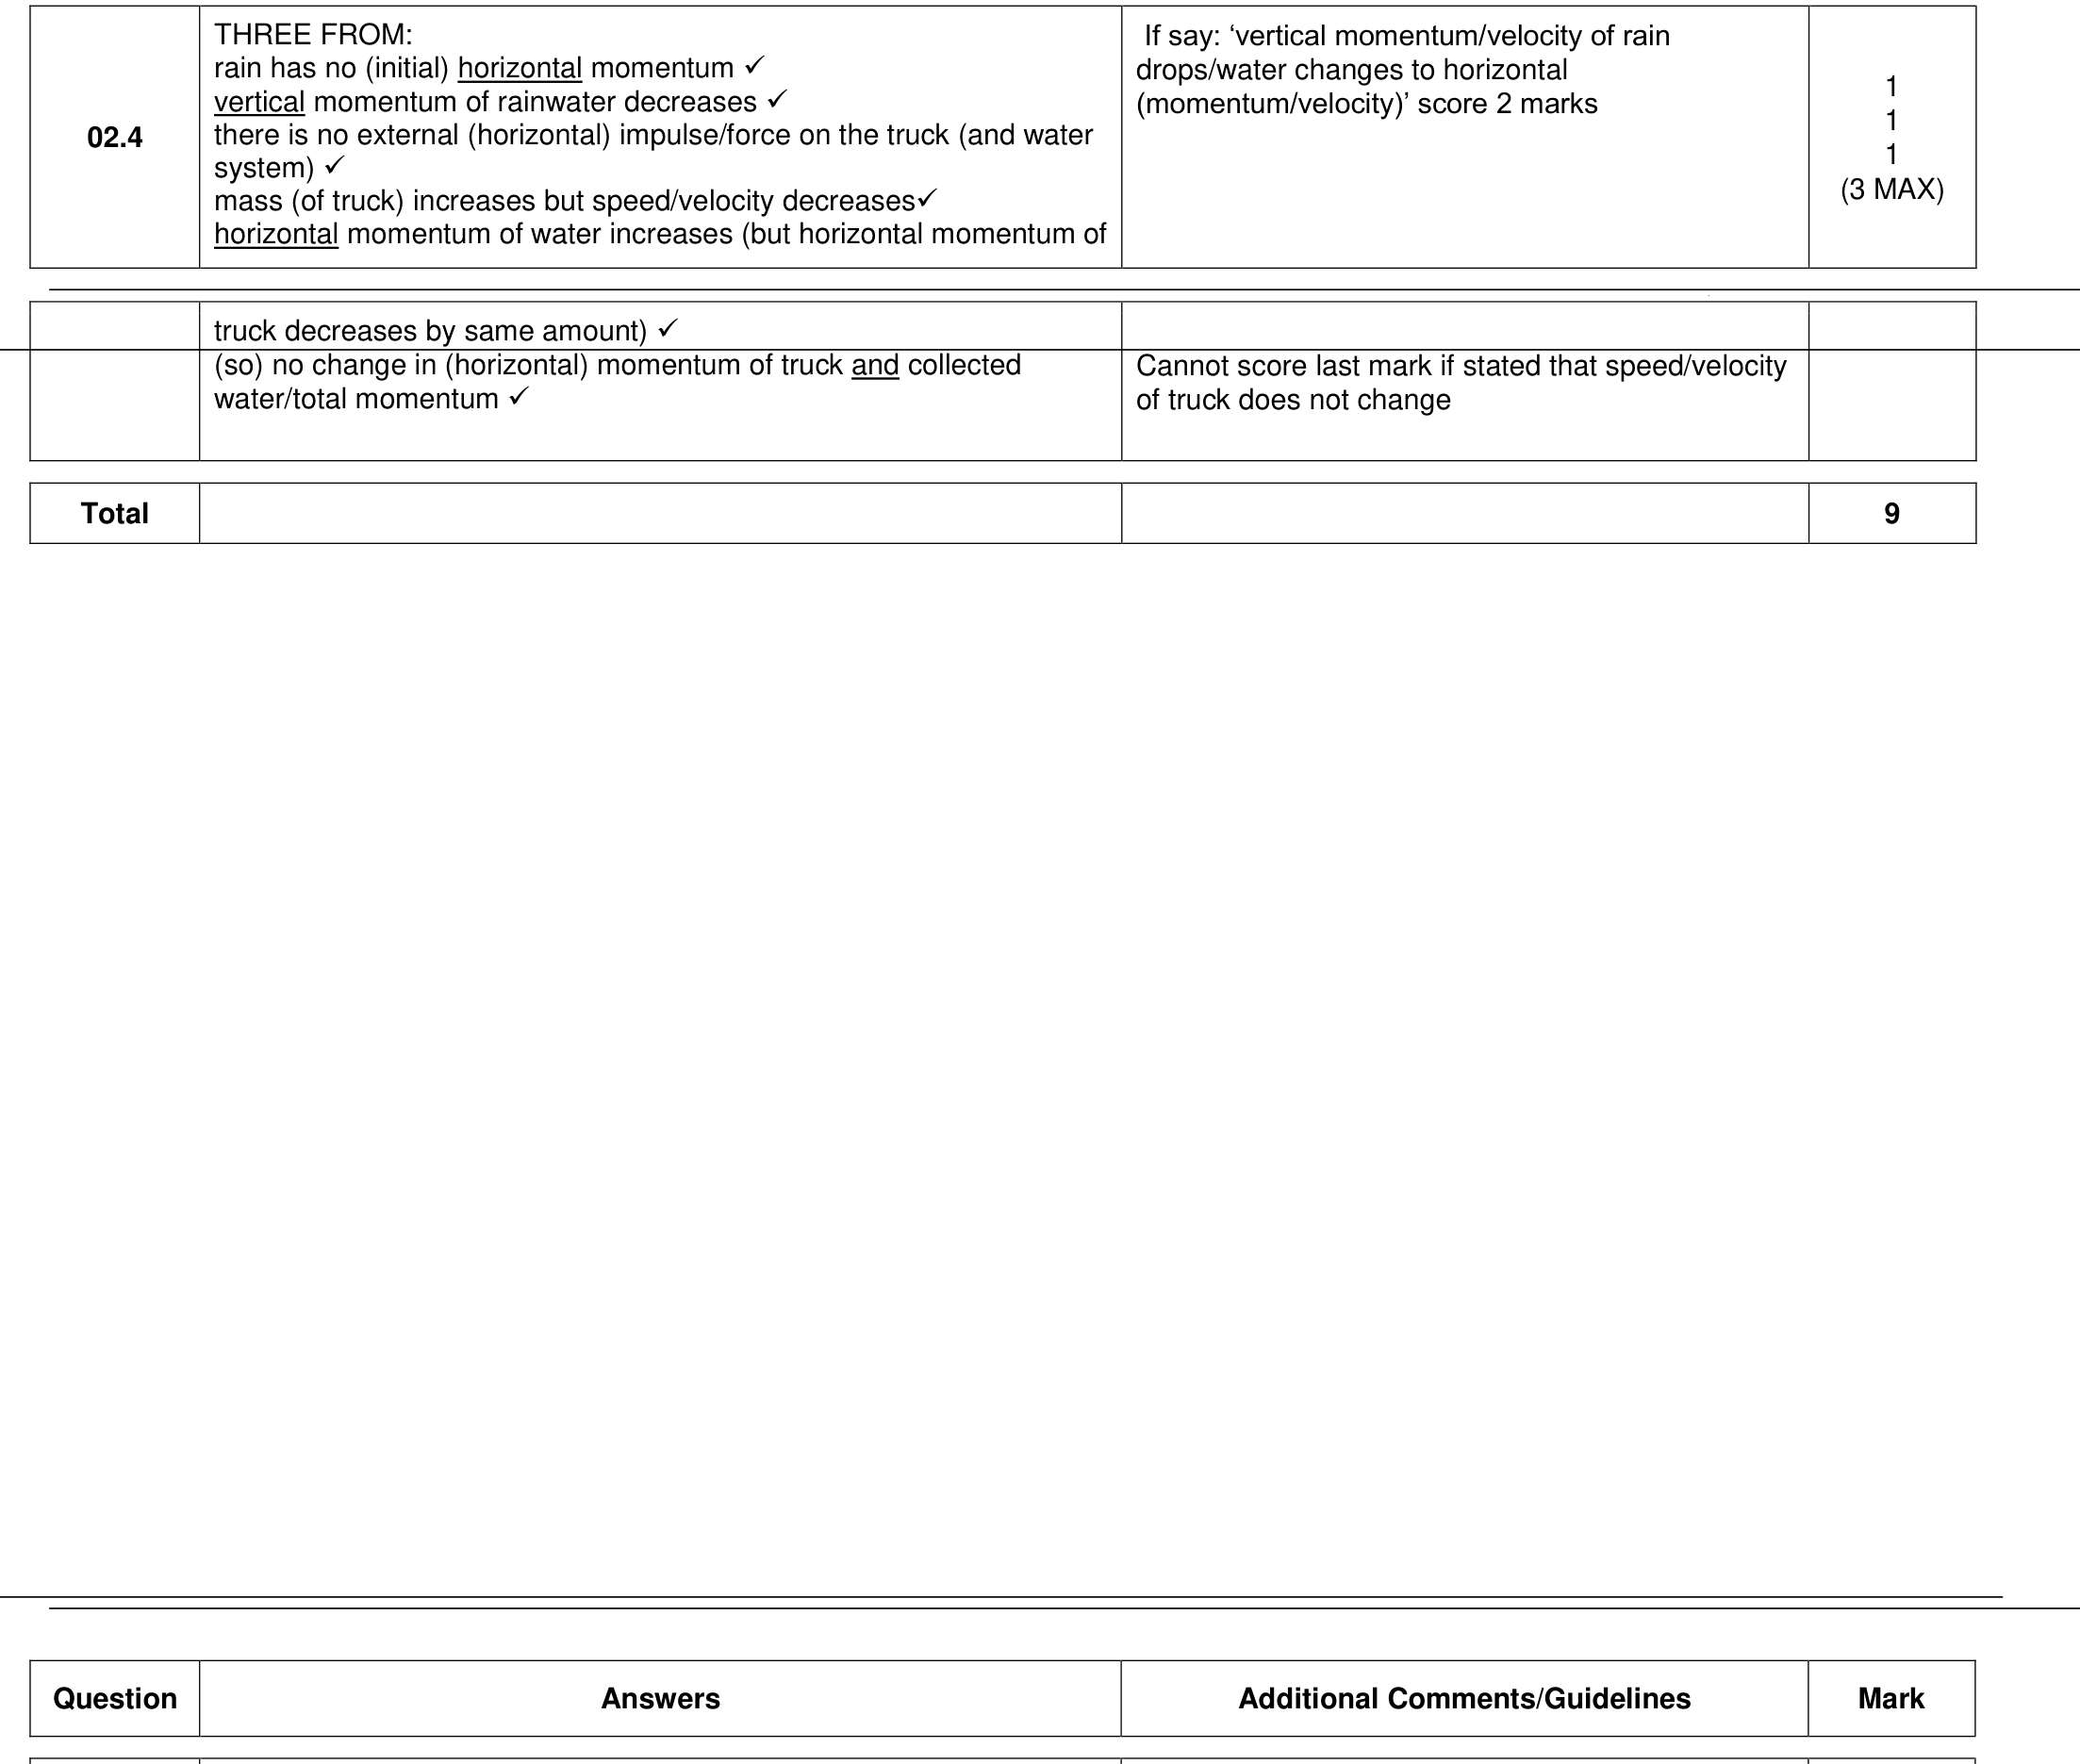 02.4
THREE FROM:
rain has no (initial) horizontal momentum ✓
vertical momentum of rainwater decreases ✓
there is no external (horizontal) impulse/force on the truck (and water
system) ✓
mass (of truck) increases but speed/velocity decreases✓
horizontal momentum of water increases (but horizontal momentum of
If say: ‘vertical momentum/velocity of rain
drops/water changes to horizontal
(momentum/velocity)’ score 2 marks
1
1
1
(3 MAX)
truck decreases by same amount) ✓
(so) no change in (horizontal) momentum of truck and collected
water/total momentum ✓
Cannot score last mark if stated that speed/velocity
of truck does not change
Total
9
Question
Answers
Additional Comments/Guidelines
Mark